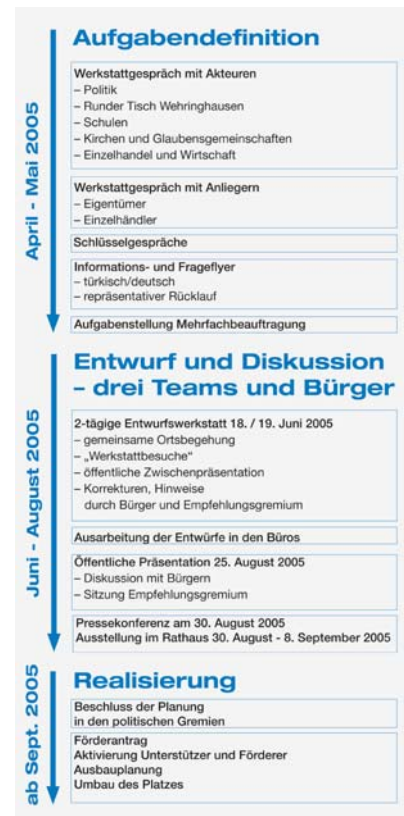 April - Mai 2005
Aufgabendefinition
Werkstattgespräch mit Akteuren
– Politik
– Runder Tisch Wehringhausen
– Schulen
– Kirchen und Glaubensgemeinschaften
– Einzelhandel und Wirtschaft
Werkstattgespräch mit Anliegern
– Eigentümer
– Einzelhändler
Schlüsselgespräche
Informations- und Frageflyer
– türkisch/deutsch
– repräsentativer Rücklauf
Aufgabenstellung Mehrfachbeauftragung
Juni - August 2005
Entwurf und Diskussion
– drei Teams und Bürger
2-tägige Entwurfswerkstatt 18. / 19. Juni 2005
– gemeinsame Ortsbegehung
– „Werkstattbesuche“
– öffentliche Zwischenpräsentation
– Korrekturen, Hinweise
durch Bürger und Empfehlungsgremium
Ausarbeitung der Entwürfe in den Büros
Öffentliche Präsentation 25. August 2005
– Diskussion mit Bürgern
– Sitzung Empfehlungsgremium
Pressekonferenz am 30. August 2005
Ausstellung im Rathaus 30. August - 8. September 2005
ab Sept. 2005
Realisierung
Beschluss der Planung
in den politischen Gremien
Förderantrag
Aktivierung Unterstützer und Förderer
Ausbauplanung
Umbau des Platzes